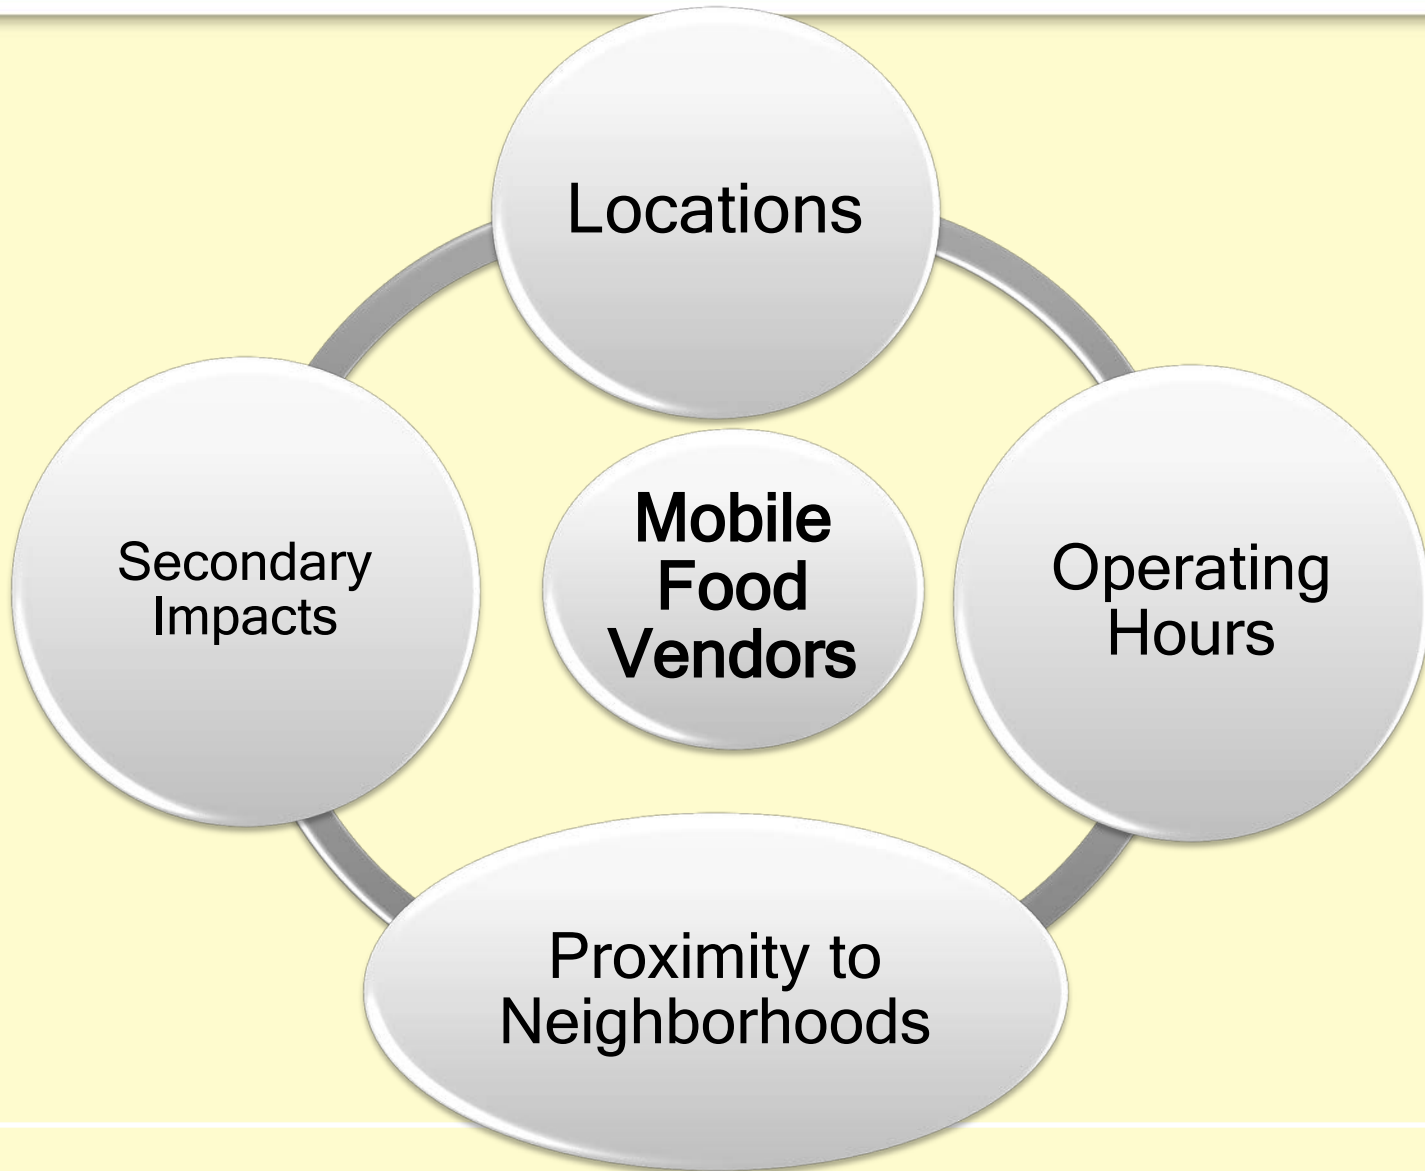 Locations
Mobile
Food
Vendors
Operating
Hours
Secondary
Impacts
Proximity to
Neighborhoods